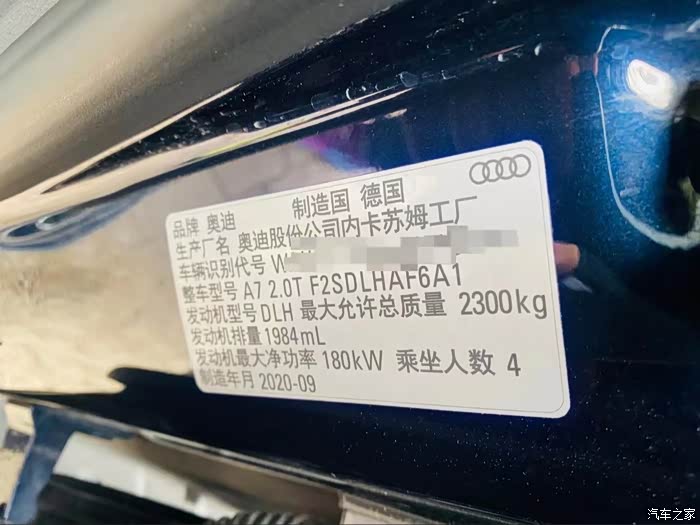 品牌 奥迪 制造国 德国
生产厂名 奥迪股份公司内卡苏姆工厂
车辆识别代号 W
整车型号 A7 2.0T F2SDLHAF6A1
发动机型号 DLH 最大允许总质量 2300kg
发动机排量 1984mL
发动机最大净功率 180kW 乘坐人数 4
制造年月 2020-09
汽车之家